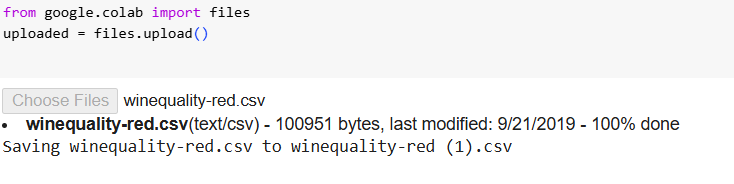 from google.colab import files
uploaded = files.upload()
Choose Files winequality-red.csv
• winequality-red.csv(text/csv) - 100951 bytes, last modified: 9/21/2019 - 100% done
Saving winequality-red.csv to winequality-red (1).csv